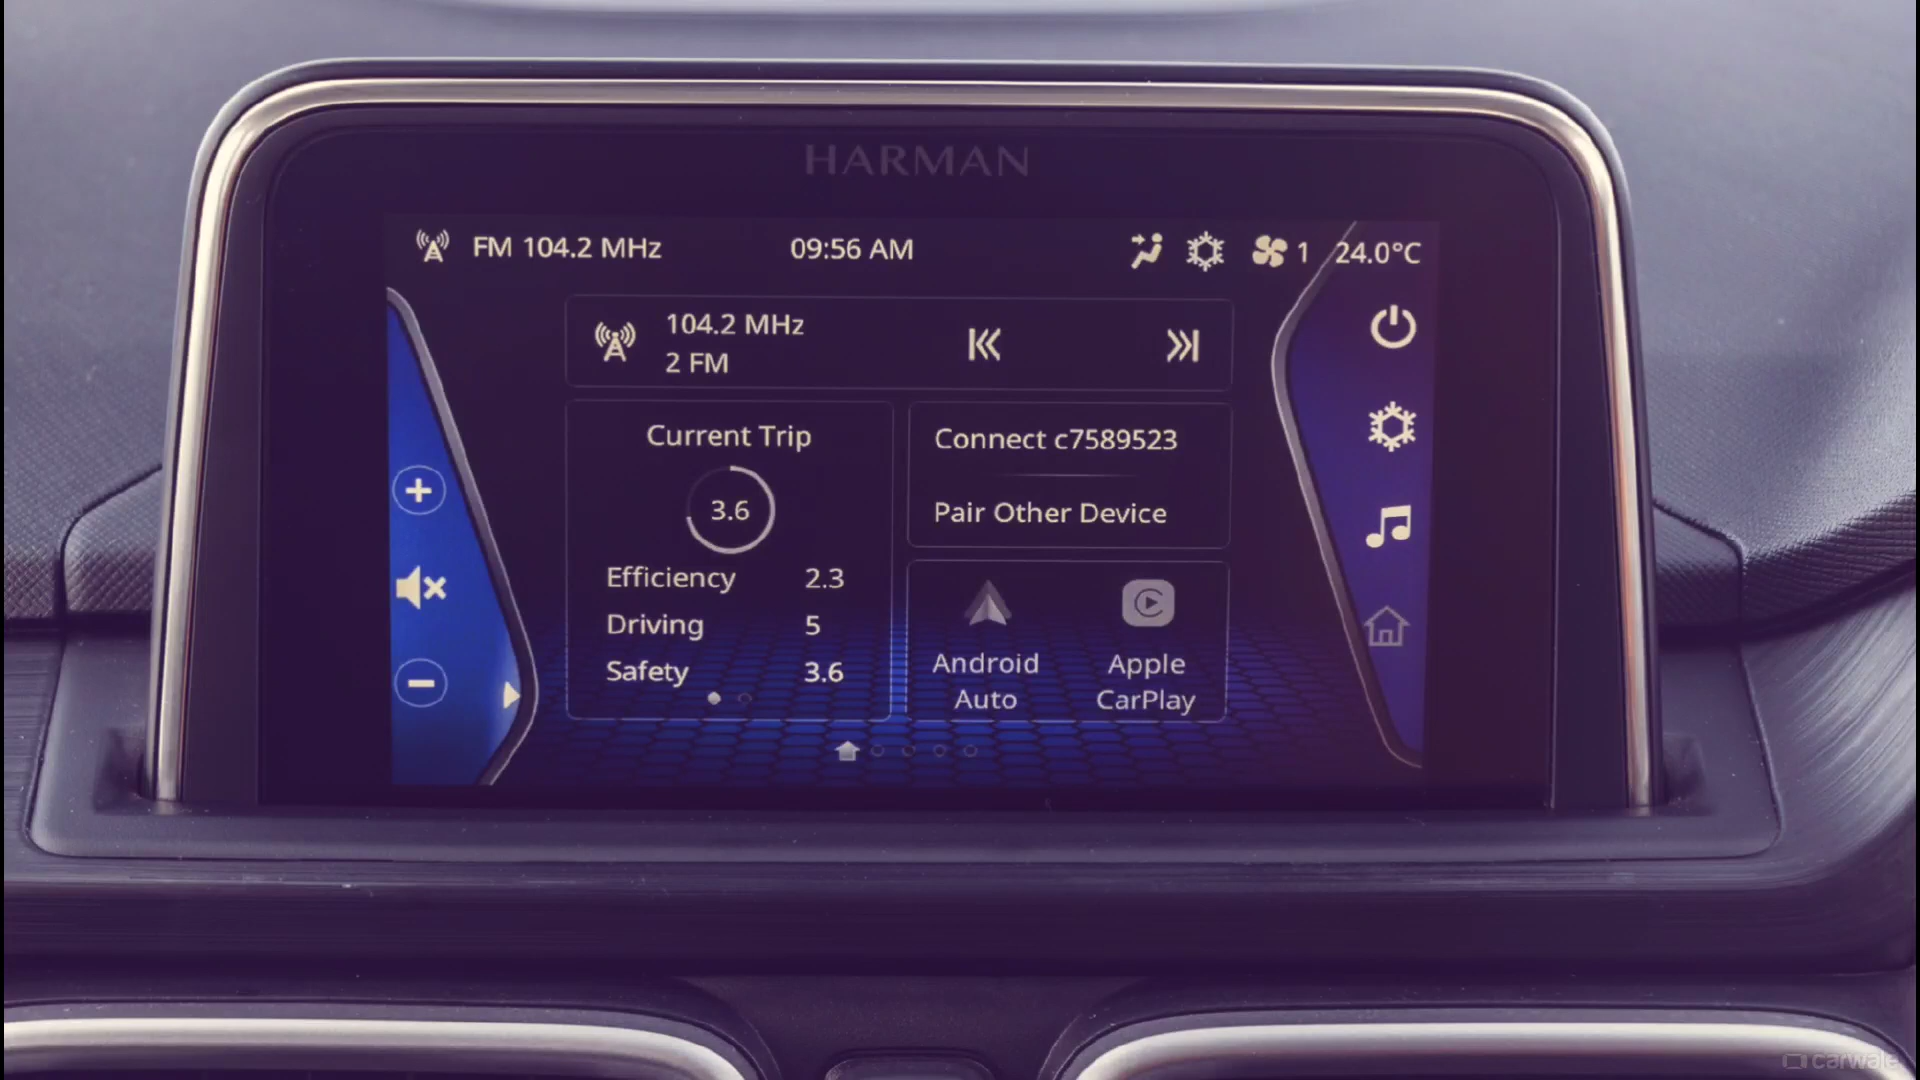 HARMAN
FM 104.2 MHz
09:56 AM
1
24.0°C
104.2 MHz
2 FM
Current Trip
3.6
Efficiency 2.3
Driving 5
Safety 3.6
Connect c7589523
Pair Other Device
Android
Auto
Apple
CarPlay
carwale